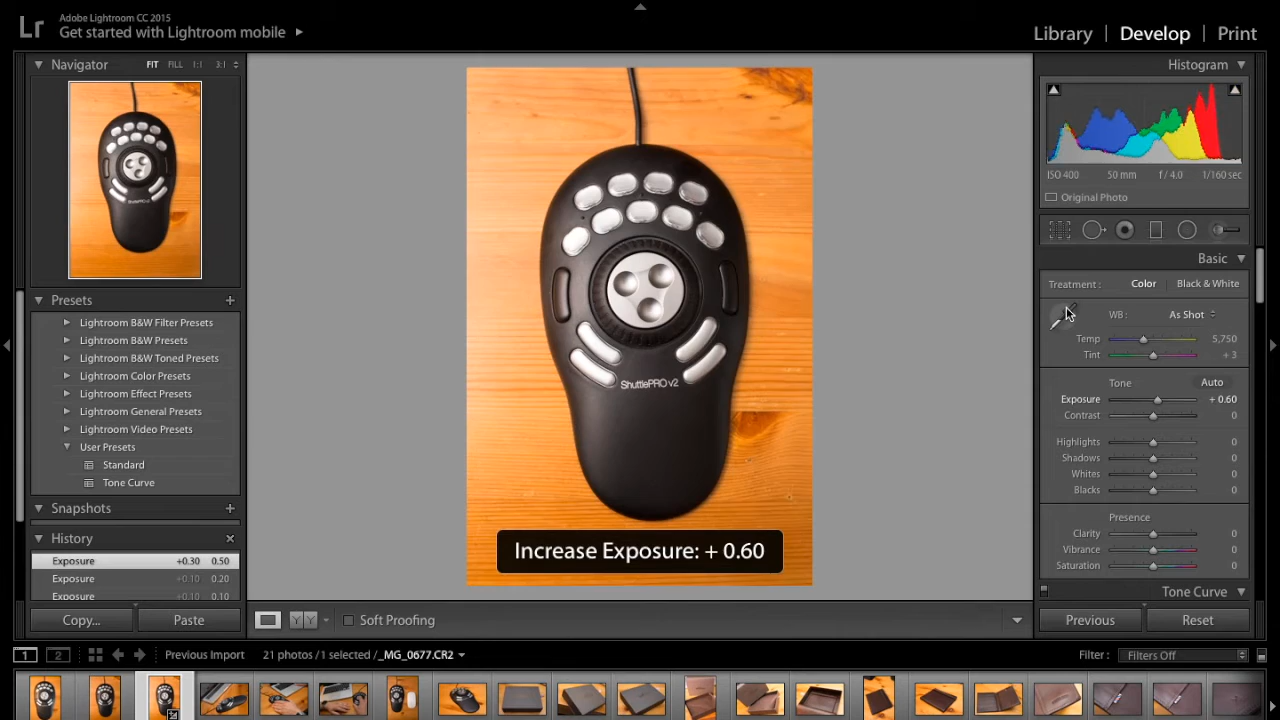 Lr
Adobe Lightroom CC 2015
Get started with Lightroom mobile
Library | Develop | Print
Navigator FIT FILL 1:1 3:1
Histogram
ISO 400 50 mm f / 4.0 1/160 sec
Original Photo
Basic
Treatment : Color Black & White
WB : As Shot
Temp 5,750
Tint + 3
Tone Auto
Exposure + 0.60
Contrast 0
Highlights 0
Shadows 0
Whites 0
Blacks 0
Presence
Clarity 0
Vibrance 0
Saturation 0
Tone Curve
Previous Reset
Presets +
Lightroom B&W Filter Presets
Lightroom B&W Presets
Lightroom B&W Toned Presets
Lightroom Color Presets
Lightroom Effect Presets
Lightroom General Presets
Lightroom Video Presets
User Presets
Standard
Tone Curve
Snapshots +
History
Exposure +0.30 0.50
Exposure +0.10 0.20
Exposure +0.10 0.10
Copy... Paste
ShuttlePRO v2
Increase Exposure: + 0.60
Y Y Soft Proofing
1 2 Previous Import 21 photos /1 selected /_MG_0677.CR2
Filter : Filters Off